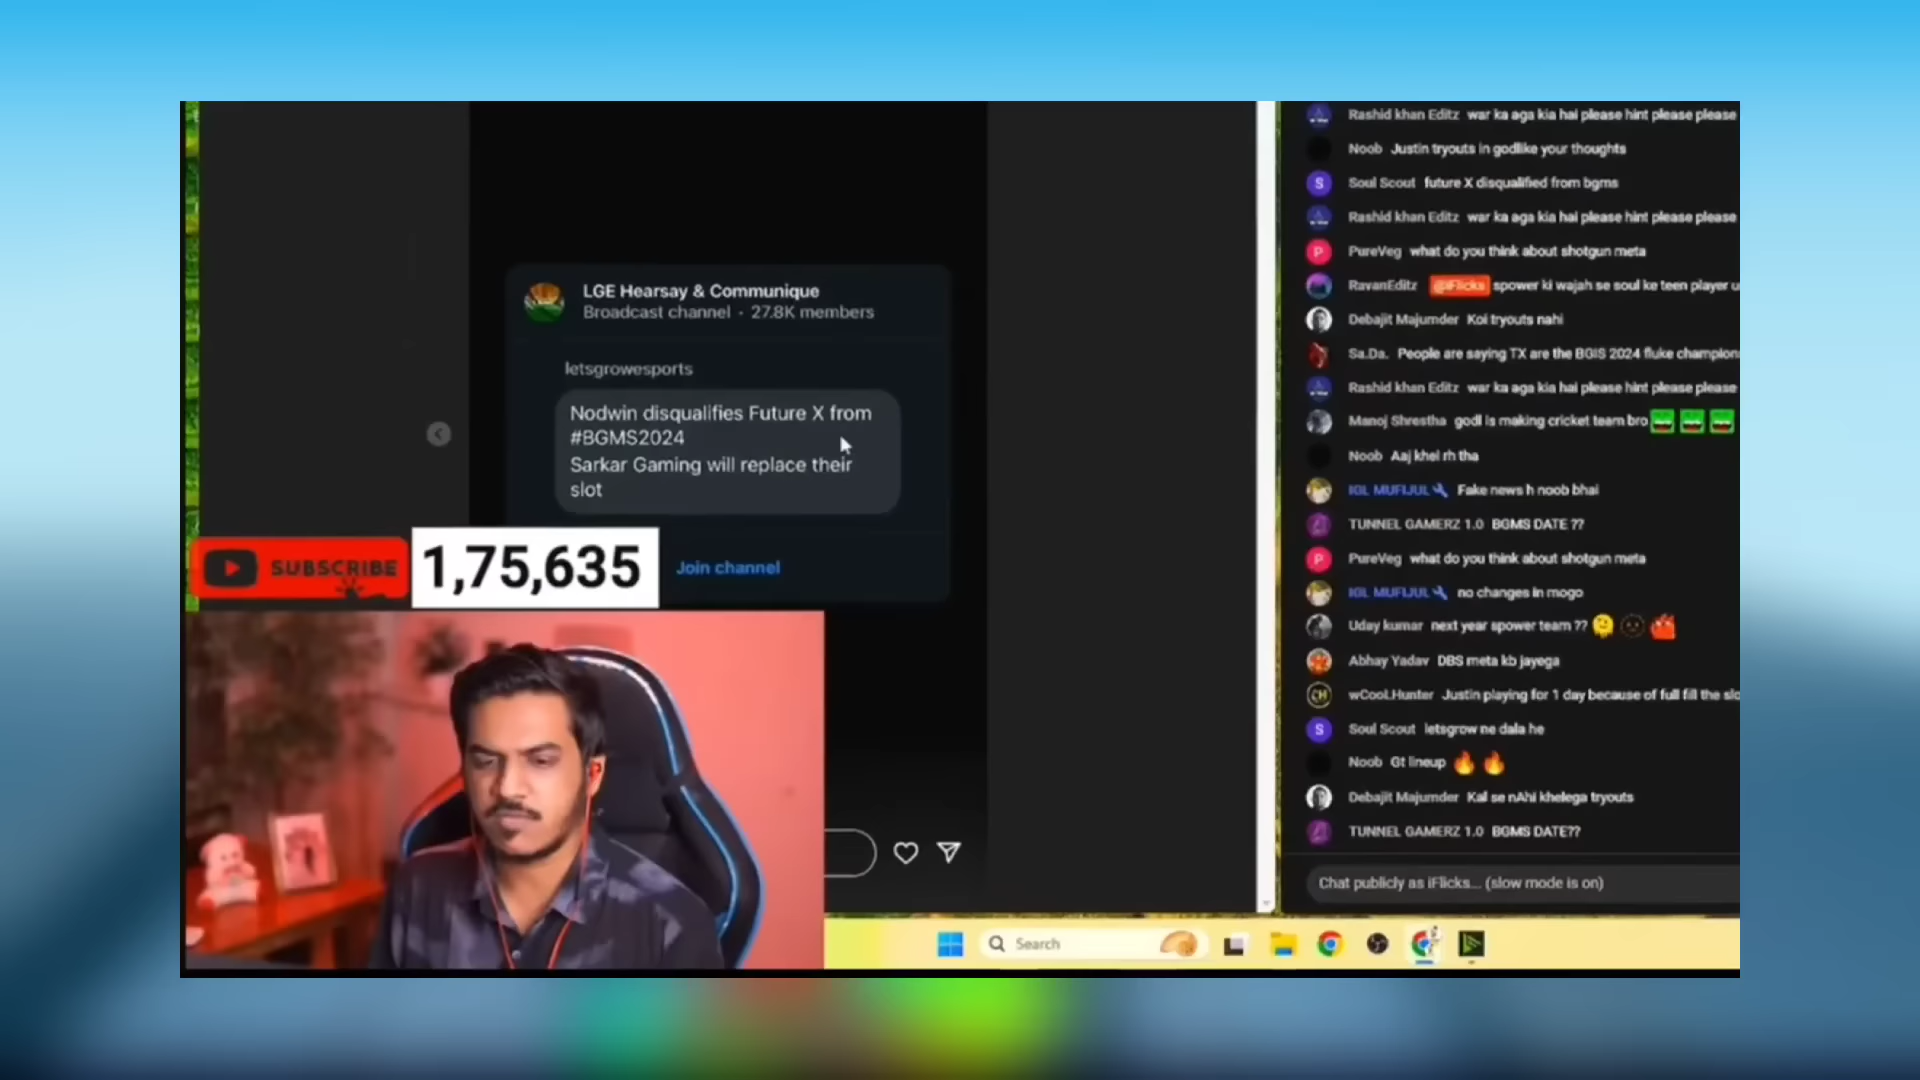 LGE Hearsay & Communique
Broadcast channel · 27.8K members
letsgrowesports
Nodwin disqualifies Future X from
#BGMS2024
Sarkar Gaming will replace their
slot
SUBSCRIBE
1,75,635
Join channel
Rashid khan Editz war ka aga kia hai please hint please please
Noob Justin tryouts in godlike your thoughts
S Soul Scout future X disqualified from bgms
Rashid khan Editz war ka aga kia hai please hint please please
P PureVeg what do you think about shotgun meta
RavanEditz @iFlicks spower ki wajah se soul ke teen player u
Debajit Majumder Koi tryouts nahi
Sa.Da. People are saying TX are the BGIS 2024 fluke champion
Rashid khan Editz war ka aga kia hai please hint please please
Manoj Shrestha godl is making cricket team bro
Noob Aaj khel rh tha
IGL MUFIJUL Fake news h noob bhai
TUNNEL GAMERZ 1.0 BGMS DATE ??
P PureVeg what do you think about shotgun meta
IGL MUFIJUL no changes in mogo
Uday kumar next year spower team ??
Abhay Yadav DBS meta kb jayega
CH wCooLHunter Justin playing for 1 day because of full fill the slo
S Soul Scout letsgrow ne dala he
Noob Gt lineup
Debajit Majumder Kal se nAhi khelega tryouts
TUNNEL GAMERZ 1.0 BGMS DATE??
Chat publicly as iFlicks... (slow mode is on)
Search